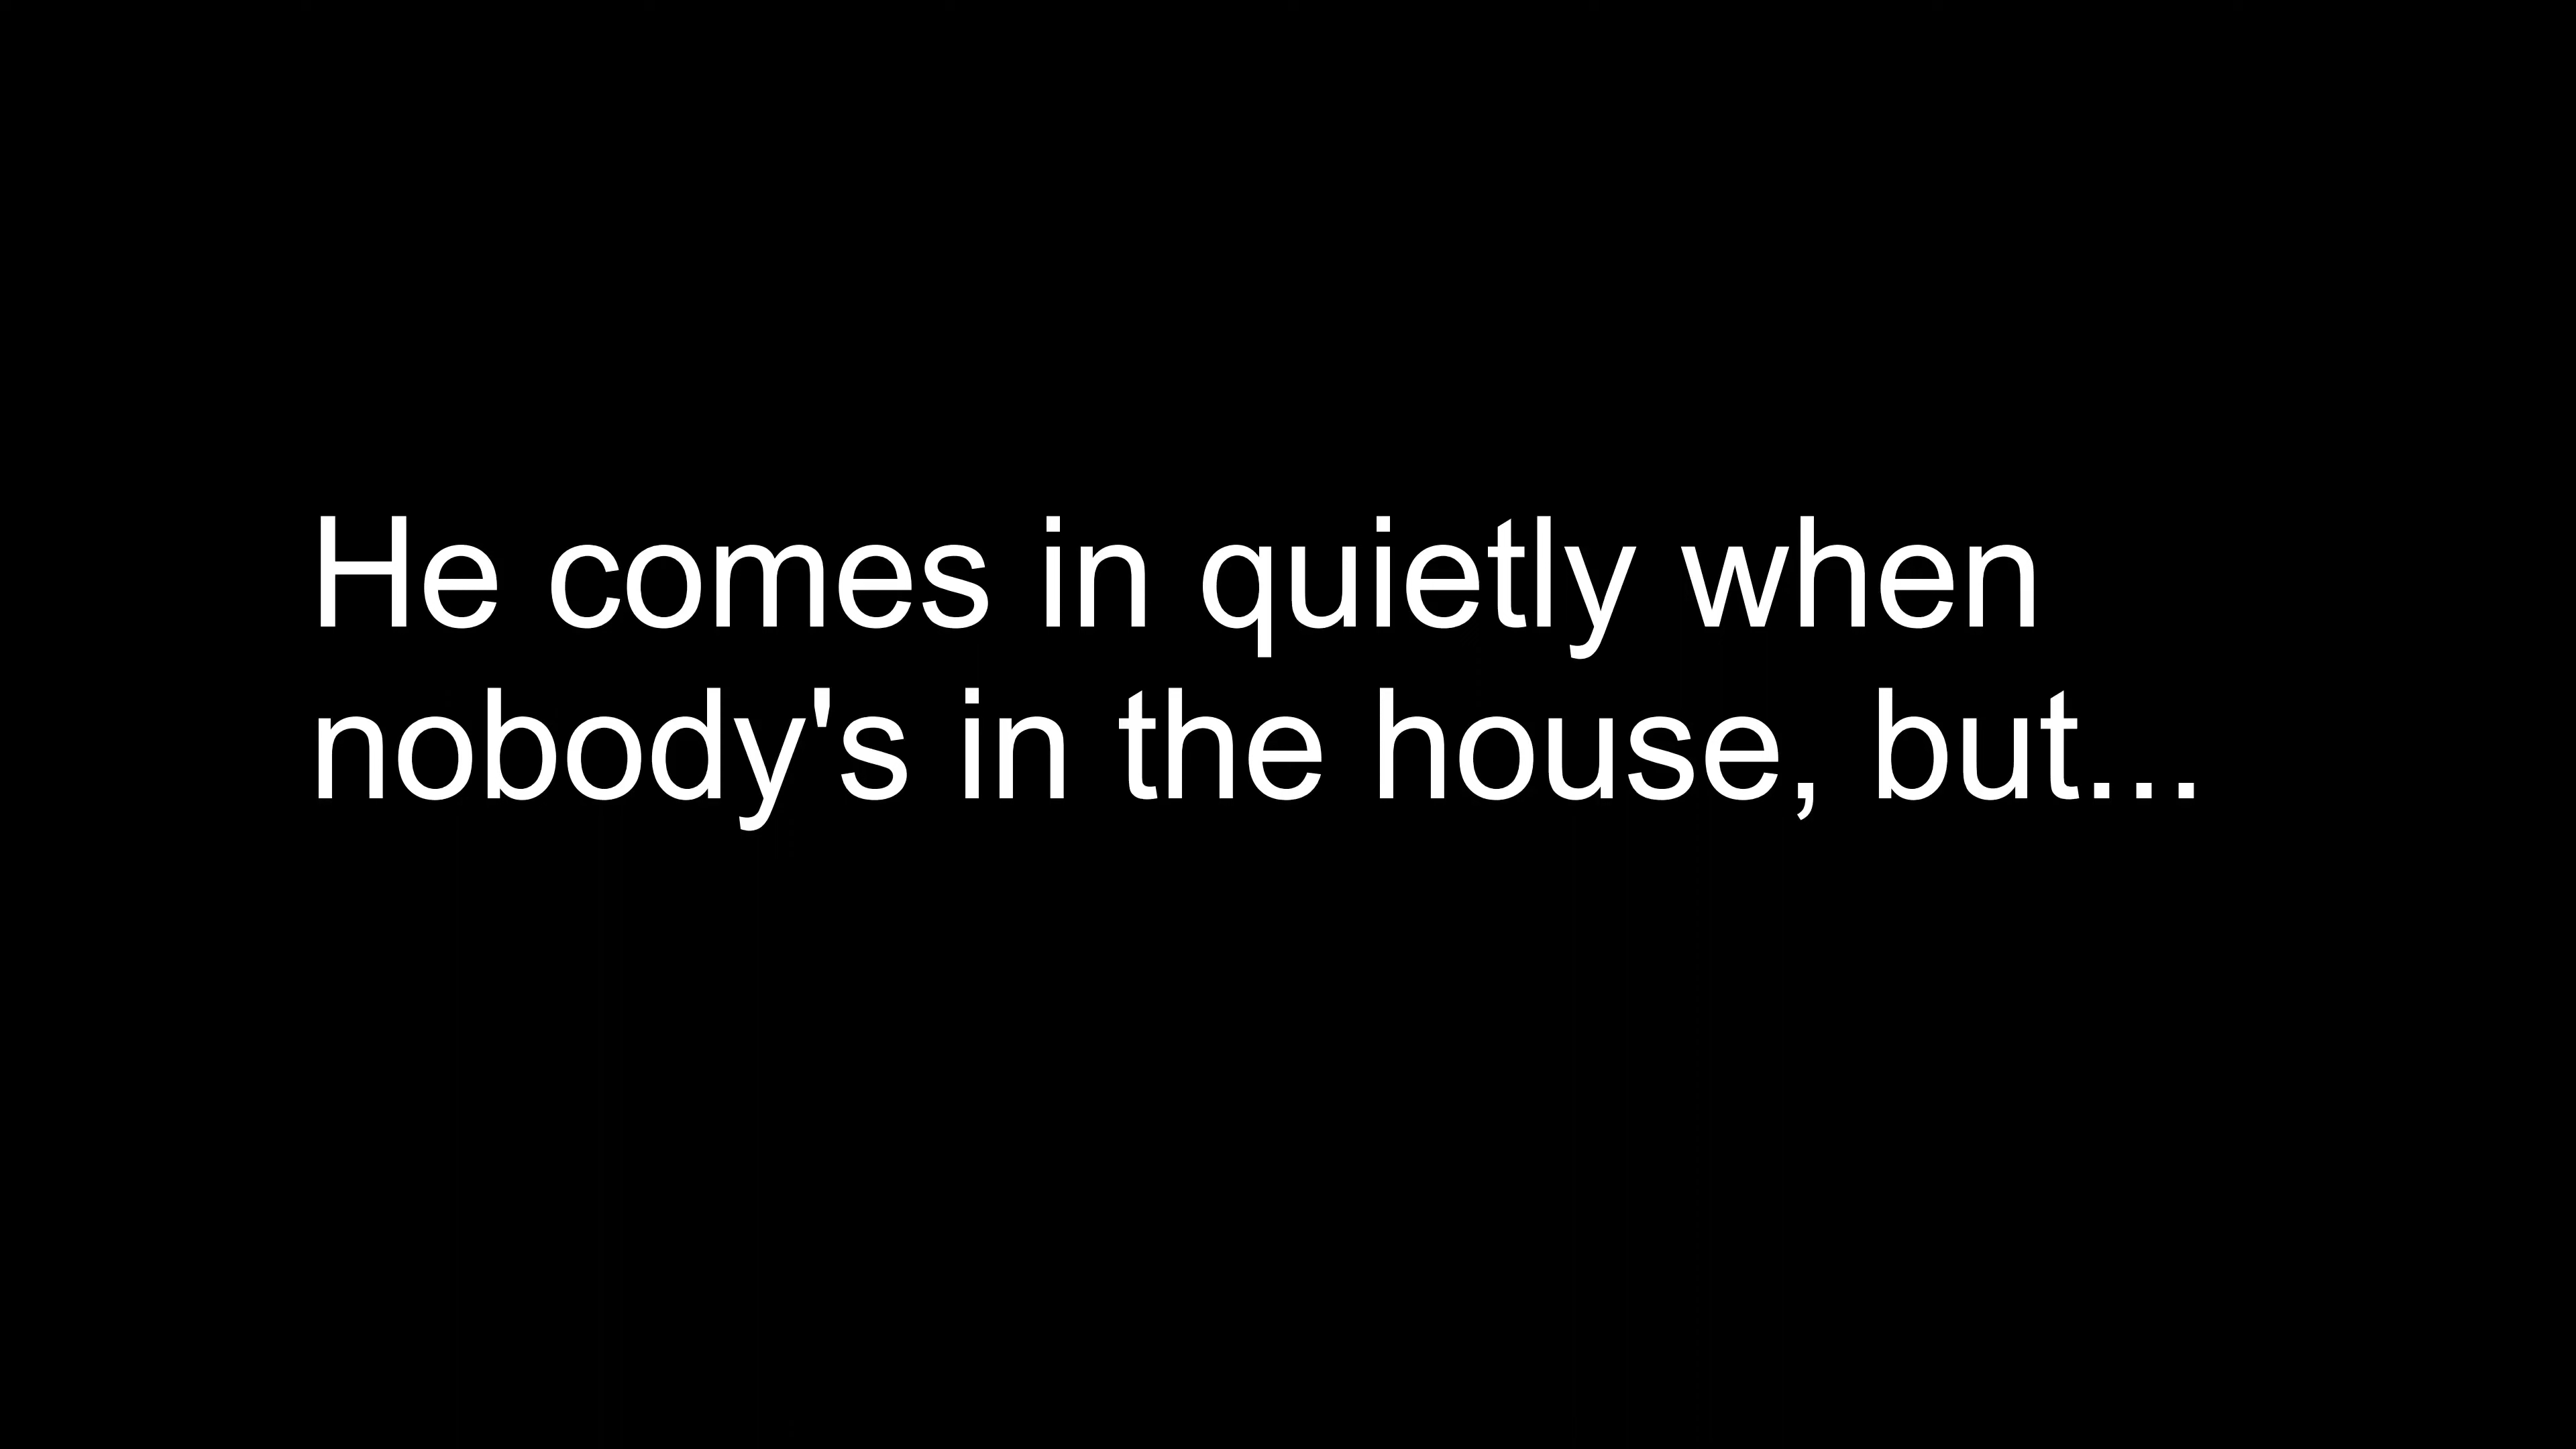 He comes in quietly when
nobody's in the house, but...